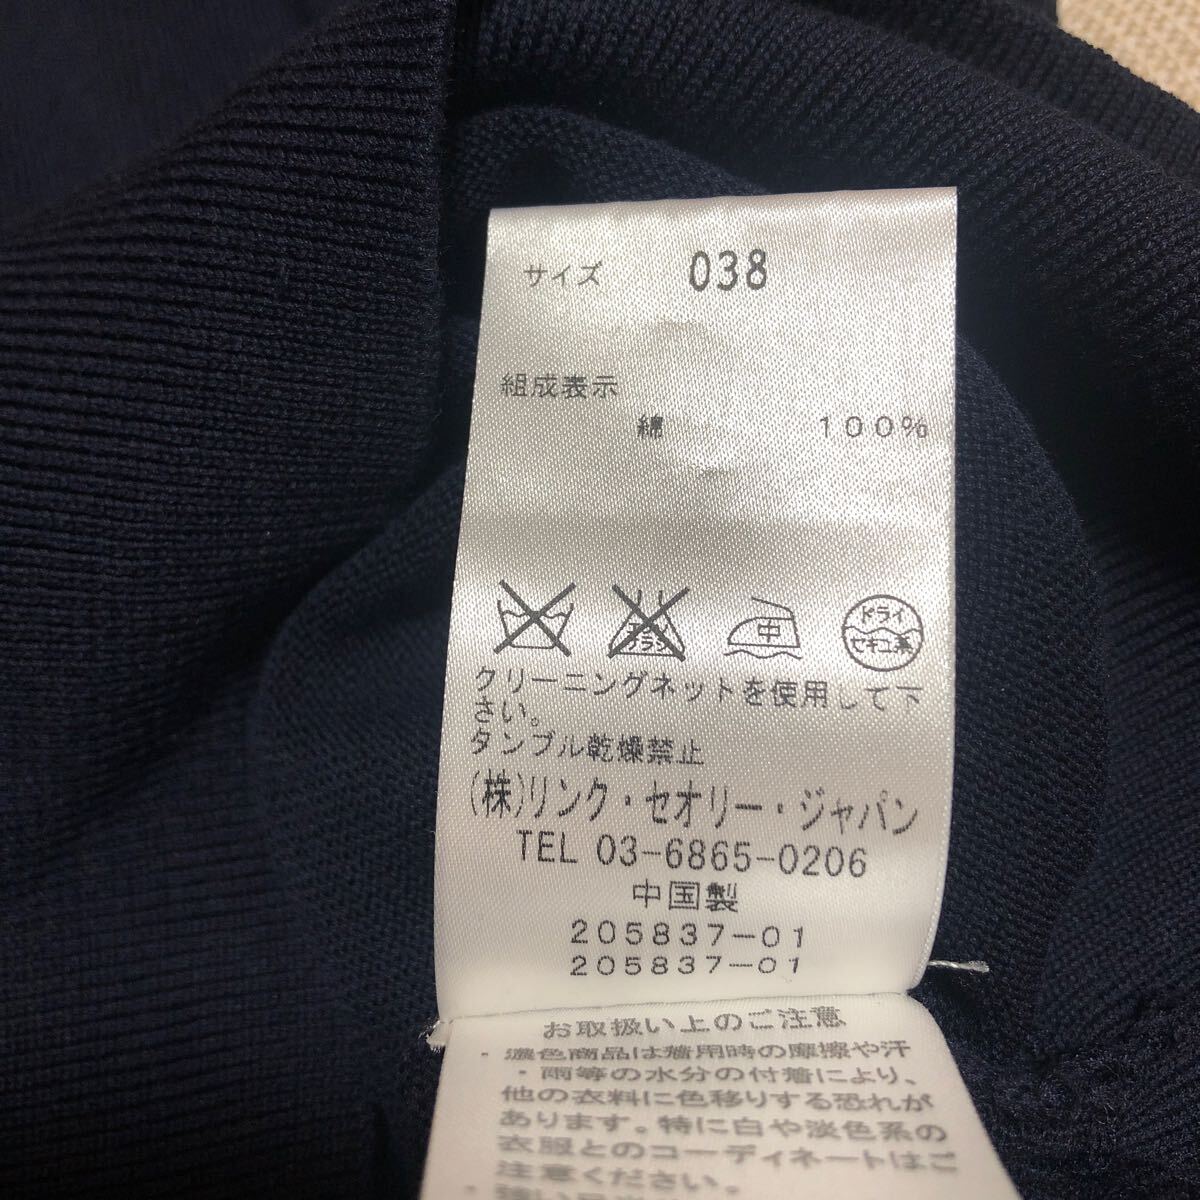 サイズ 038
組成表示
綿 100%
エンソ
サラシ
中
ドライ
セキユ系
クリーニングネットを使用して下
さい。
タンブル乾燥禁止
(株)リンク・セオリー・ジャパン
TEL 03-6865-0206
中国製
205837-01
205837-01
お取扱い上のご注意
・濃色商品は着用時の摩擦や汗
・雨等の水分の付着により、
他の衣料に色移りする恐れが
あります。特に白や淡色系の
衣服とのコーディネートはご
注意ください。